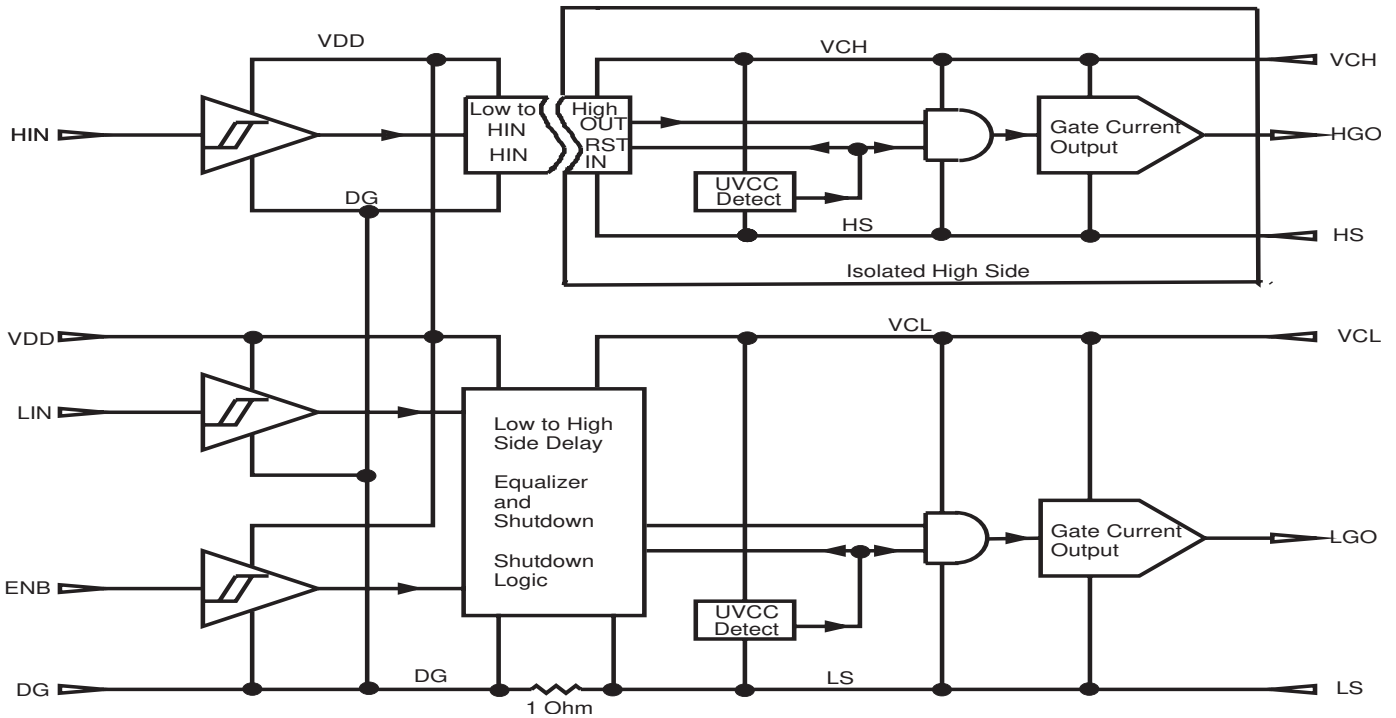 VDD
VCH
VCH
HIN
Low to
HIN
HIN
High
OUT
RST
IN
Gate Current
Output
HGO
UVCC
Detect
DG
HS
HS
Isolated High Side
VDD
VCL
VCL
LIN
Low to High
Side Delay
Equalizer
and
Shutdown
Shutdown
Logic
Gate Current
Output
LGO
ENB
UVCC
Detect
DG
DG
LS
LS
1 Ohm